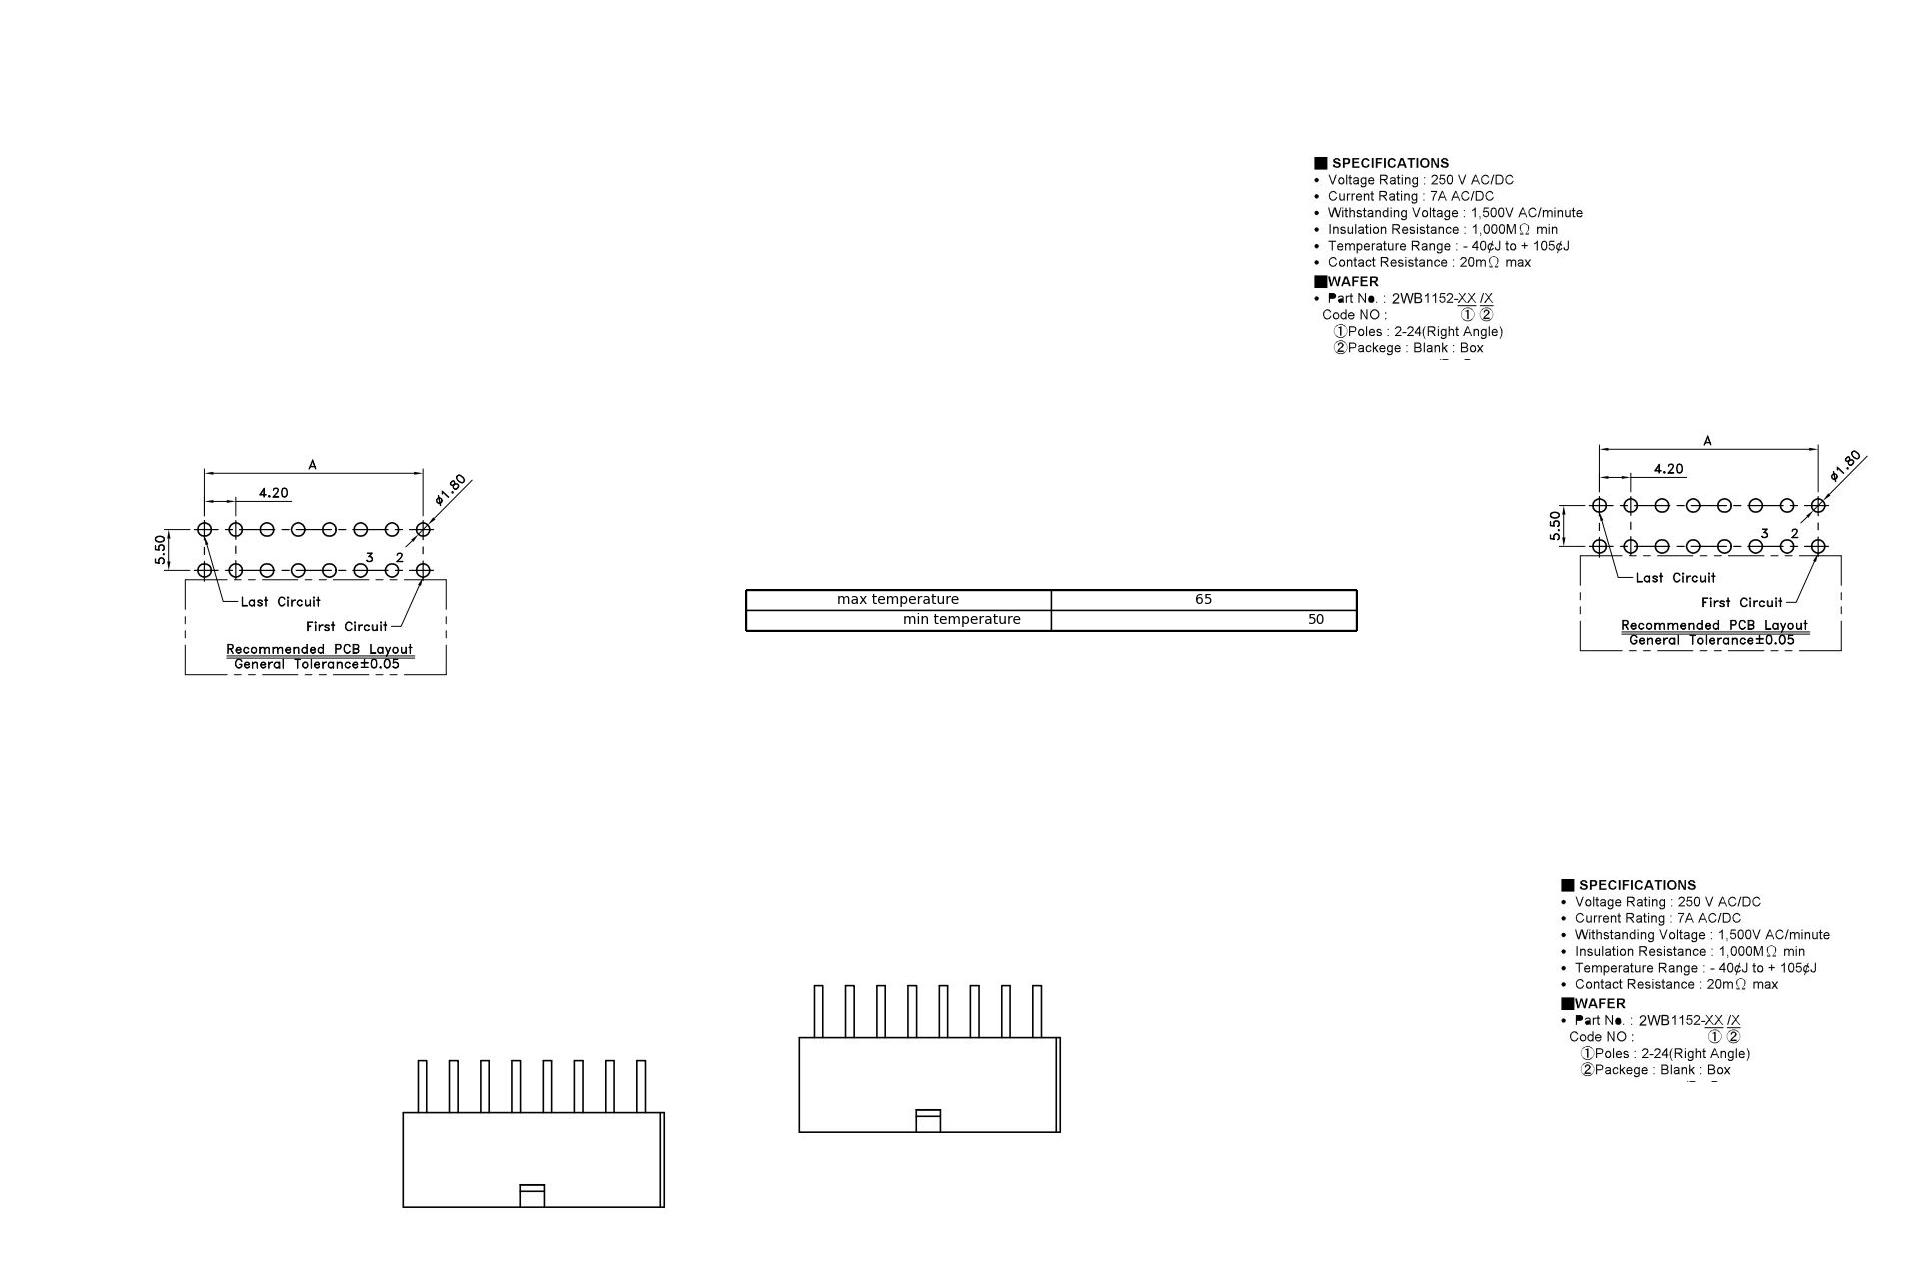 ■ SPECIFICATIONS
• Voltage Rating : 250 V AC/DC
• Current Rating : 7A AC/DC
• Withstanding Voltage : 1,500V AC/minute
• Insulation Resistance : 1,000MΩ min
• Temperature Range : - 40¢J to + 105¢J
• Contact Resistance : 20mΩ max
■WAFER
• Part No. : 2WB1152-XX /X
Code NO : ① ②
①Poles : 2-24(Right Angle)
②Packege : Blank : Box
A
4.20
ø1.80
5.50
3 2
Last Circuit
First Circuit
Recommended PCB Layout
General Tolerance±0.05
max temperature 65
min temperature 50
A
4.20
ø1.80
5.50
3 2
Last Circuit
First Circuit
Recommended PCB Layout
General Tolerance±0.05
■ SPECIFICATIONS
• Voltage Rating : 250 V AC/DC
• Current Rating : 7A AC/DC
• Withstanding Voltage : 1,500V AC/minute
• Insulation Resistance : 1,000MΩ min
• Temperature Range : - 40¢J to + 105¢J
• Contact Resistance : 20mΩ max
■WAFER
• Part No. : 2WB1152-XX /X
Code NO : ① ②
①Poles : 2-24(Right Angle)
②Packege : Blank : Box